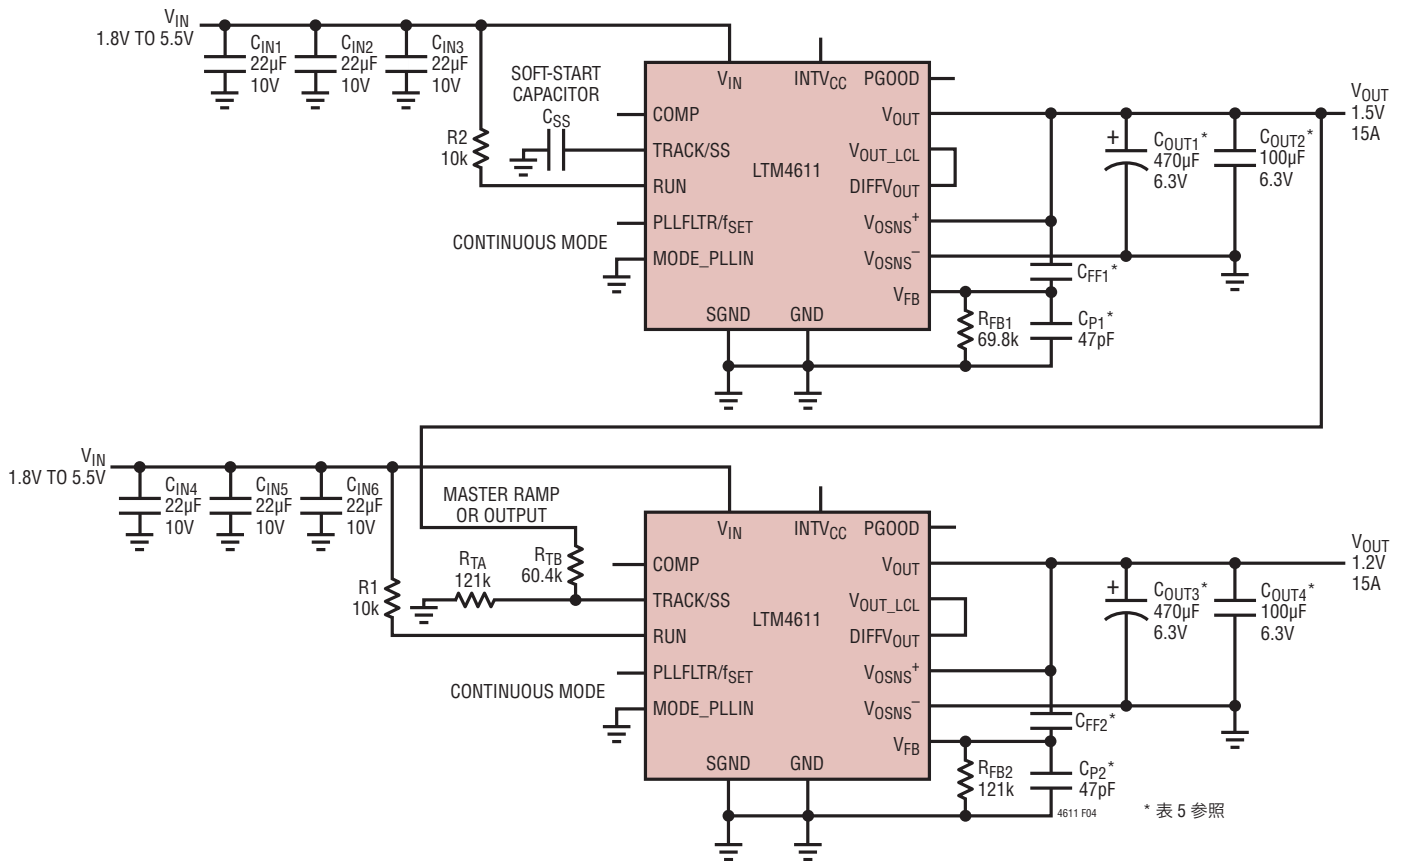 VIN
1.8V TO 5.5V
CIN1
22µF
10V
CIN2
22µF
10V
CIN3
22µF
10V
R2
10k
SOFT-START
CAPACITOR
CSS
CONTINUOUS MODE
VIN
INTVCC
PGOOD
COMP
VOUT
TRACK/SS
VOUT_LCL
LTM4611
RUN
DIFFVOUT
PLLFLTR/fSET
VOSNS+
MODE_PLLIN
VOSNS–
VFB
SGND
GND
CFF1*
RFB1
69.8k
CP1*
47pF
COUT1*
470µF
6.3V
+
COUT2*
100µF
6.3V
VOUT
1.5V
15A
VIN
1.8V TO 5.5V
CIN4
22µF
10V
CIN5
22µF
10V
CIN6
22µF
10V
R1
10k
MASTER RAMP
OR OUTPUT
RTA
121k
RTB
60.4k
CONTINUOUS MODE
VIN
INTVCC
PGOOD
COMP
VOUT
TRACK/SS
VOUT_LCL
LTM4611
RUN
DIFFVOUT
PLLFLTR/fSET
VOSNS+
MODE_PLLIN
VOSNS–
VFB
SGND
GND
CFF2*
RFB2
121k
CP2*
47pF
+
COUT3*
470µF
6.3V
COUT4*
100µF
6.3V
VOUT
1.2V
15A
4611 F04
* 表 5 参照